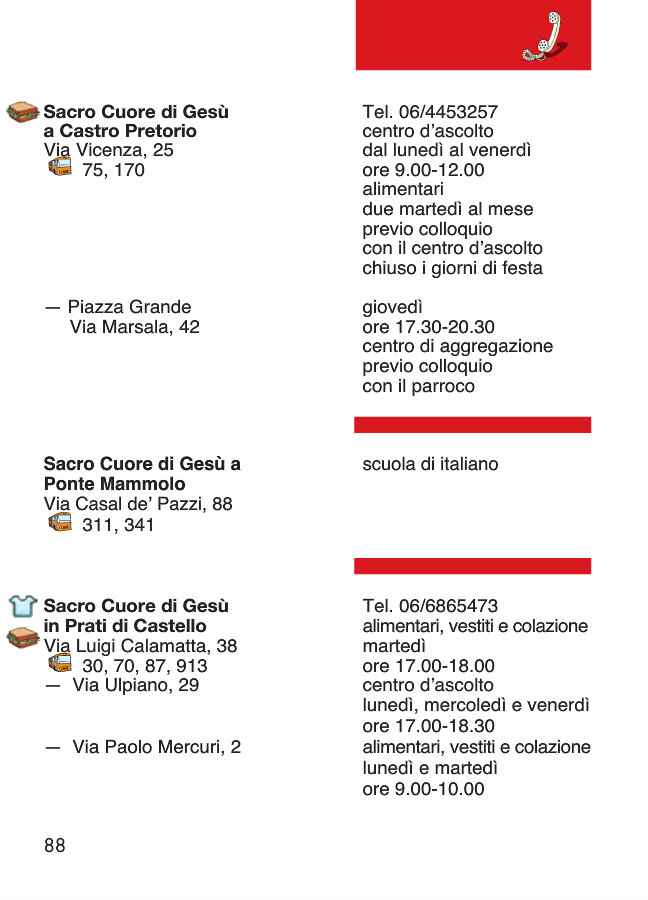 Sacro Cuore di Gesù
a Castro Pretorio
Via Vicenza, 25
75, 170
Tel. 06/4453257
centro d’ascolto
dal lunedì al venerdì
ore 9.00-12.00
alimentari
due martedì al mese
previo colloquio
con il centro d’ascolto
chiuso i giorni di festa
— Piazza Grande
Via Marsala, 42
giovedì
ore 17.30-20.30
centro di aggregazione
previo colloquio
con il parroco
Sacro Cuore di Gesù a
Ponte Mammolo
Via Casal de’ Pazzi, 88
311, 341
scuola di italiano
Sacro Cuore di Gesù
in Prati di Castello
Via Luigi Calamatta, 38
30, 70, 87, 913
Tel. 06/6865473
alimentari, vestiti e colazione
martedì
ore 17.00-18.00
— Via Ulpiano, 29
centro d’ascolto
lunedì, mercoledì e venerdì
ore 17.00-18.30
— Via Paolo Mercuri, 2
alimentari, vestiti e colazione
lunedì e martedì
ore 9.00-10.00
88